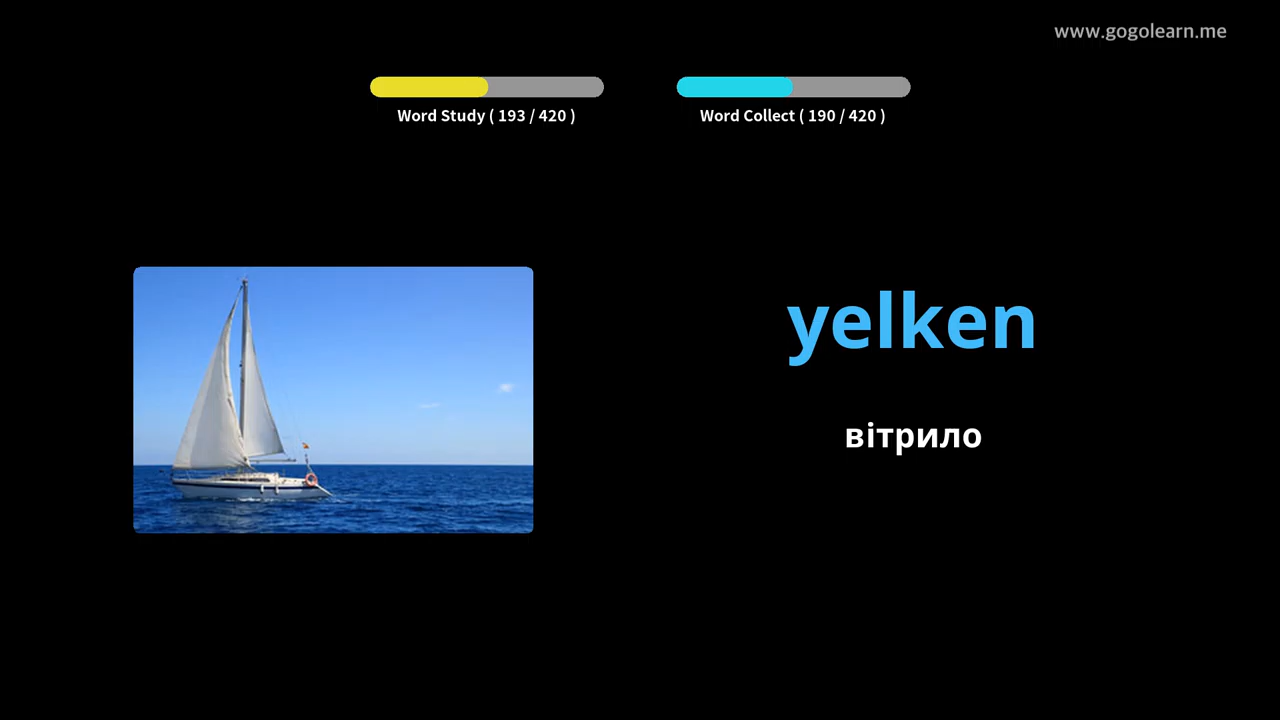 www.gogolearn.me
Word Study ( 193 / 420 )
Word Collect ( 190 / 420 )
yelken
вітрило